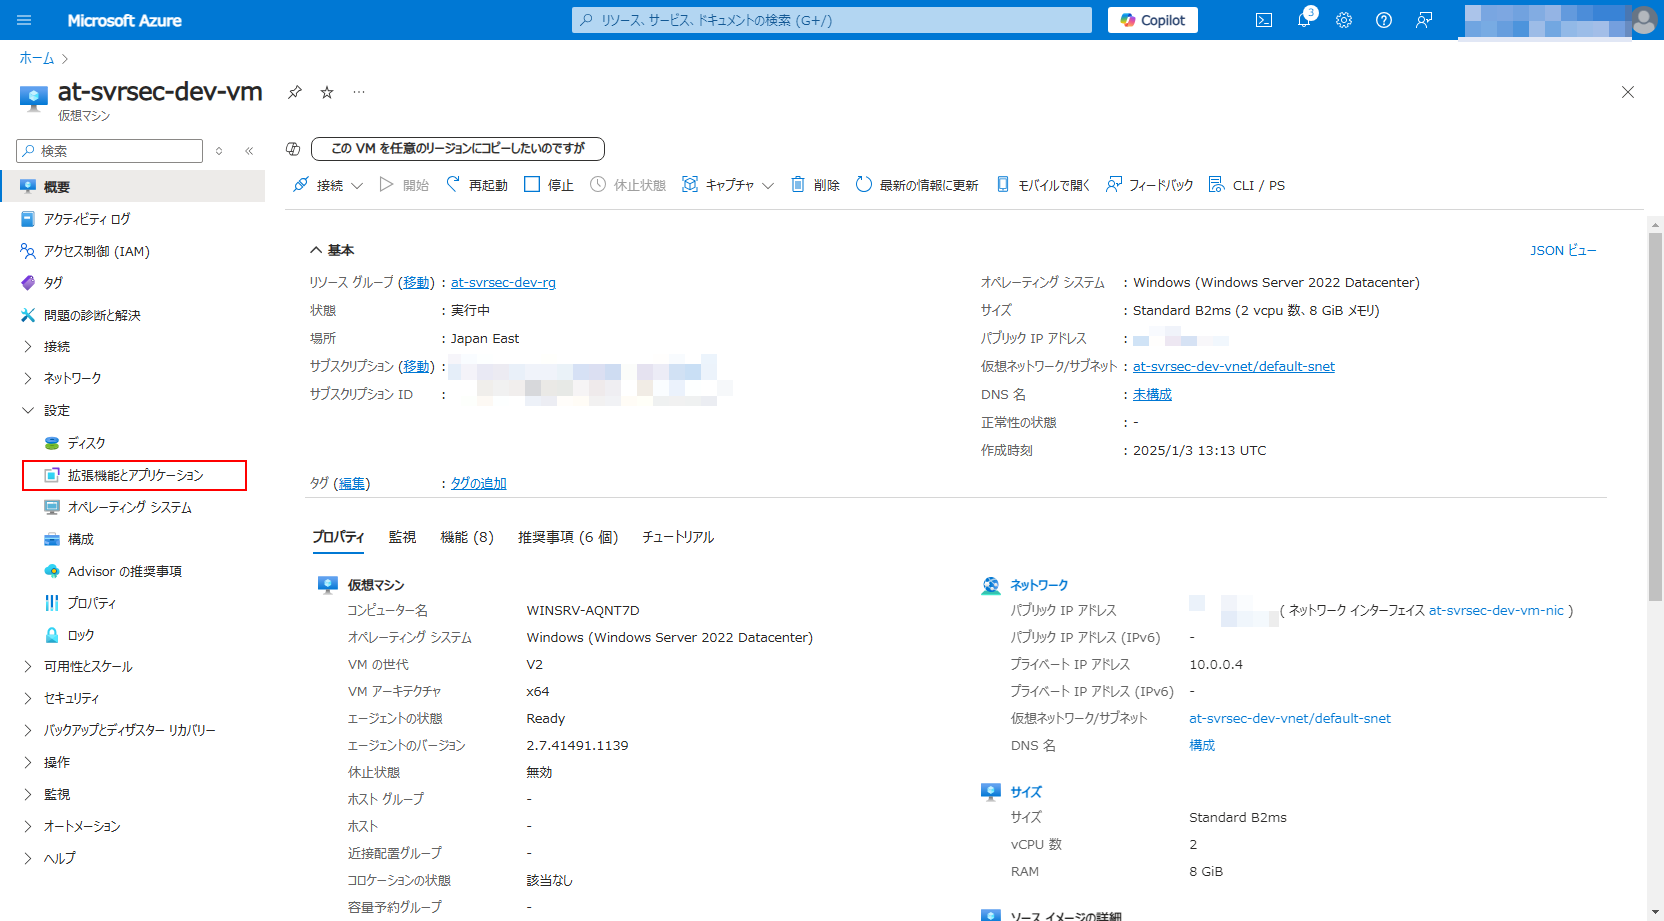 Microsoft Azure
リソース、サービス、ドキュメントの検索 (G+/)
Copilot
3
ホーム
at-svrsec-dev-vm
仮想マシン
検索
この VM を任意のリージョンにコピーしたいのですが
接続
開始
再起動
停止
休止状態
キャプチャ
削除
最新の情報に更新
モバイルで開く
フィードバック
CLI / PS
概要
アクティビティ ログ
アクセス制御 (IAM)
タグ
問題の診断と解決
接続
ネットワーク
設定
ディスク
拡張機能とアプリケーション
オペレーティング システム
構成
Advisor の推奨事項
プロパティ
ロック
可用性とスケール
セキュリティ
バックアップとディザスター リカバリー
操作
監視
オートメーション
ヘルプ
基本
JSON ビュー
リソース グループ (移動) : at-svrsec-dev-rg
状態 : 実行中
場所 : Japan East
サブスクリプション (移動) :
サブスクリプション ID :
オペレーティング システム : Windows (Windows Server 2022 Datacenter)
サイズ : Standard B2ms (2 vcpu 数、8 GiB メモリ)
パブリック IP アドレス :
仮想ネットワーク/サブネット : at-svrsec-dev-vnet/default-snet
DNS 名 : 未構成
正常性の状態 : -
作成時刻 : 2025/1/3 13:13 UTC
タグ (編集) : タグの追加
プロパティ
監視
機能 (8)
推奨事項 (6 個)
チュートリアル
仮想マシン
コンピューター名 WINSRV-AQNT7D
オペレーティング システム Windows (Windows Server 2022 Datacenter)
VM の世代 V2
VM アーキテクチャ x64
エージェントの状態 Ready
エージェントのバージョン 2.7.41491.1139
休止状態 無効
ホスト グループ -
ホスト -
近接配置グループ -
コロケーションの状態 該当なし
容量予約グループ -
ネットワーク
パブリック IP アドレス ( ネットワーク インターフェイス at-svrsec-dev-vm-nic )
パブリック IP アドレス (IPv6) -
プライベート IP アドレス 10.0.0.4
プライベート IP アドレス (IPv6) -
仮想ネットワーク/サブネット at-svrsec-dev-vnet/default-snet
DNS 名 構成
サイズ
サイズ Standard B2ms
vCPU 数 2
RAM 8 GiB
ソース イメージの詳細